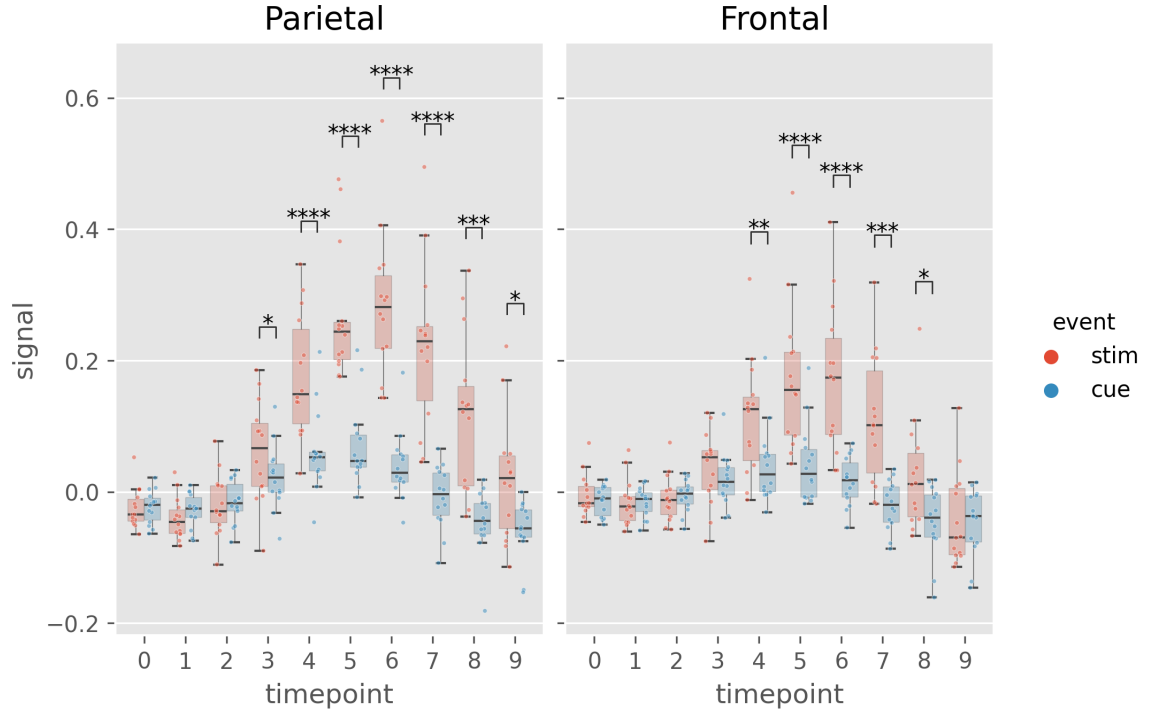 Parietal Frontal
****
0.6
****
**** ****
****
**** *** 0.4 ** ***
*
* *
signal
event
stim
cue
0.2
0.0
−0.2
0 1 2 3 4 5 6 7 8 9 0 1 2 3 4 5 6 7 8 9
timepoint timepoint